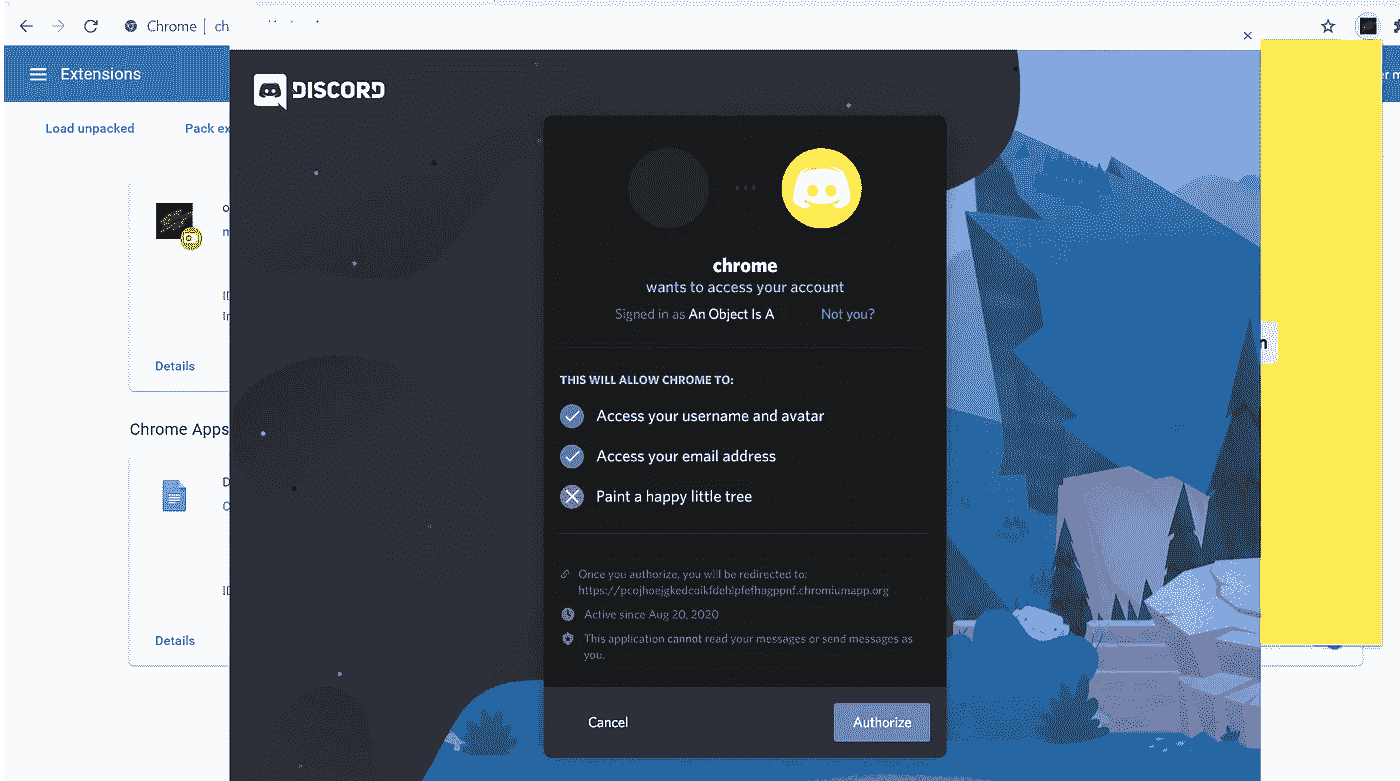 Chrome | ch
Extensions
Load unpacked
Pack ex
Details
Chrome Apps
Details
DISCORD
chrome
wants to access your account
Signed in as An Object Is A
Not you?
THIS WILL ALLOW CHROME TO:
Access your username and avatar
Access your email address
Paint a happy little tree
Once you authorize, you will be redirected to:
https://pcojhoejgkedcoikfdehlpfefhagppnf.chromiumapp.org
Active since Aug 20, 2020
This application cannot read your messages or send messages as
you.
Cancel
Authorize